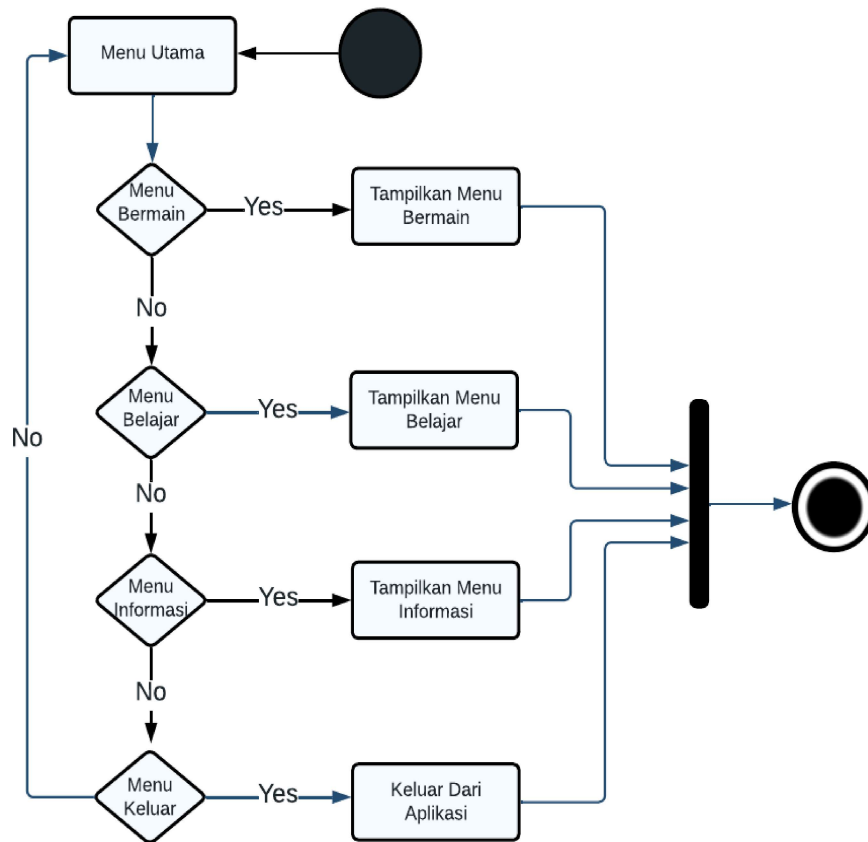 Menu Utama
Menu
Bermain
Yes
Tampilkan Menu
Bermain
No
Menu
Belajar
Yes
Tampilkan Menu
Belajar
No
No
Menu
Informasi
Yes
Tampilkan Menu
Informasi
No
Menu
Keluar
Yes
Keluar Dari
Aplikasi